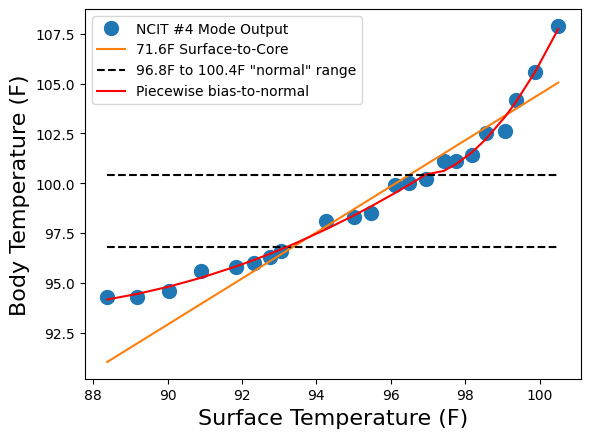 NCIT #4 Mode Output
71.6F Surface-to-Core
96.8F to 100.4F "normal" range
Piecewise bias-to-normal
107.5
105.0
102.5
100.0
97.5
95.0
92.5
Body Temperature (F)
88 90 92 94 96 98 100
Surface Temperature (F)